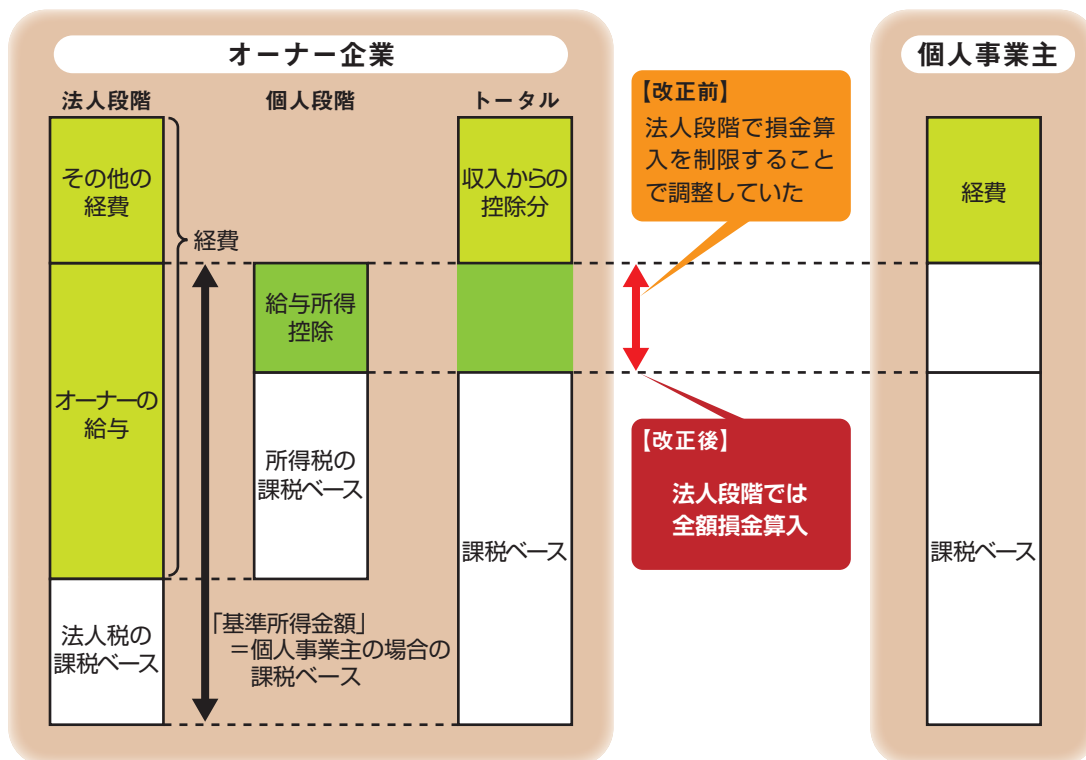 オーナー企業
法人段階
個人段階
トータル
その他の
経費
オーナーの
給与
法人税の
課税ベース
経費
給与所得
控除
所得税の
課税ベース
「基準所得金額」
＝個人事業主の場合の
課税ベース
収入からの
控除分
課税ベース
【改正前】
法人段階で損金算
入を制限すること
で調整していた
【改正後】
法人段階では
全額損金算入
個人事業主
経費
課税ベース